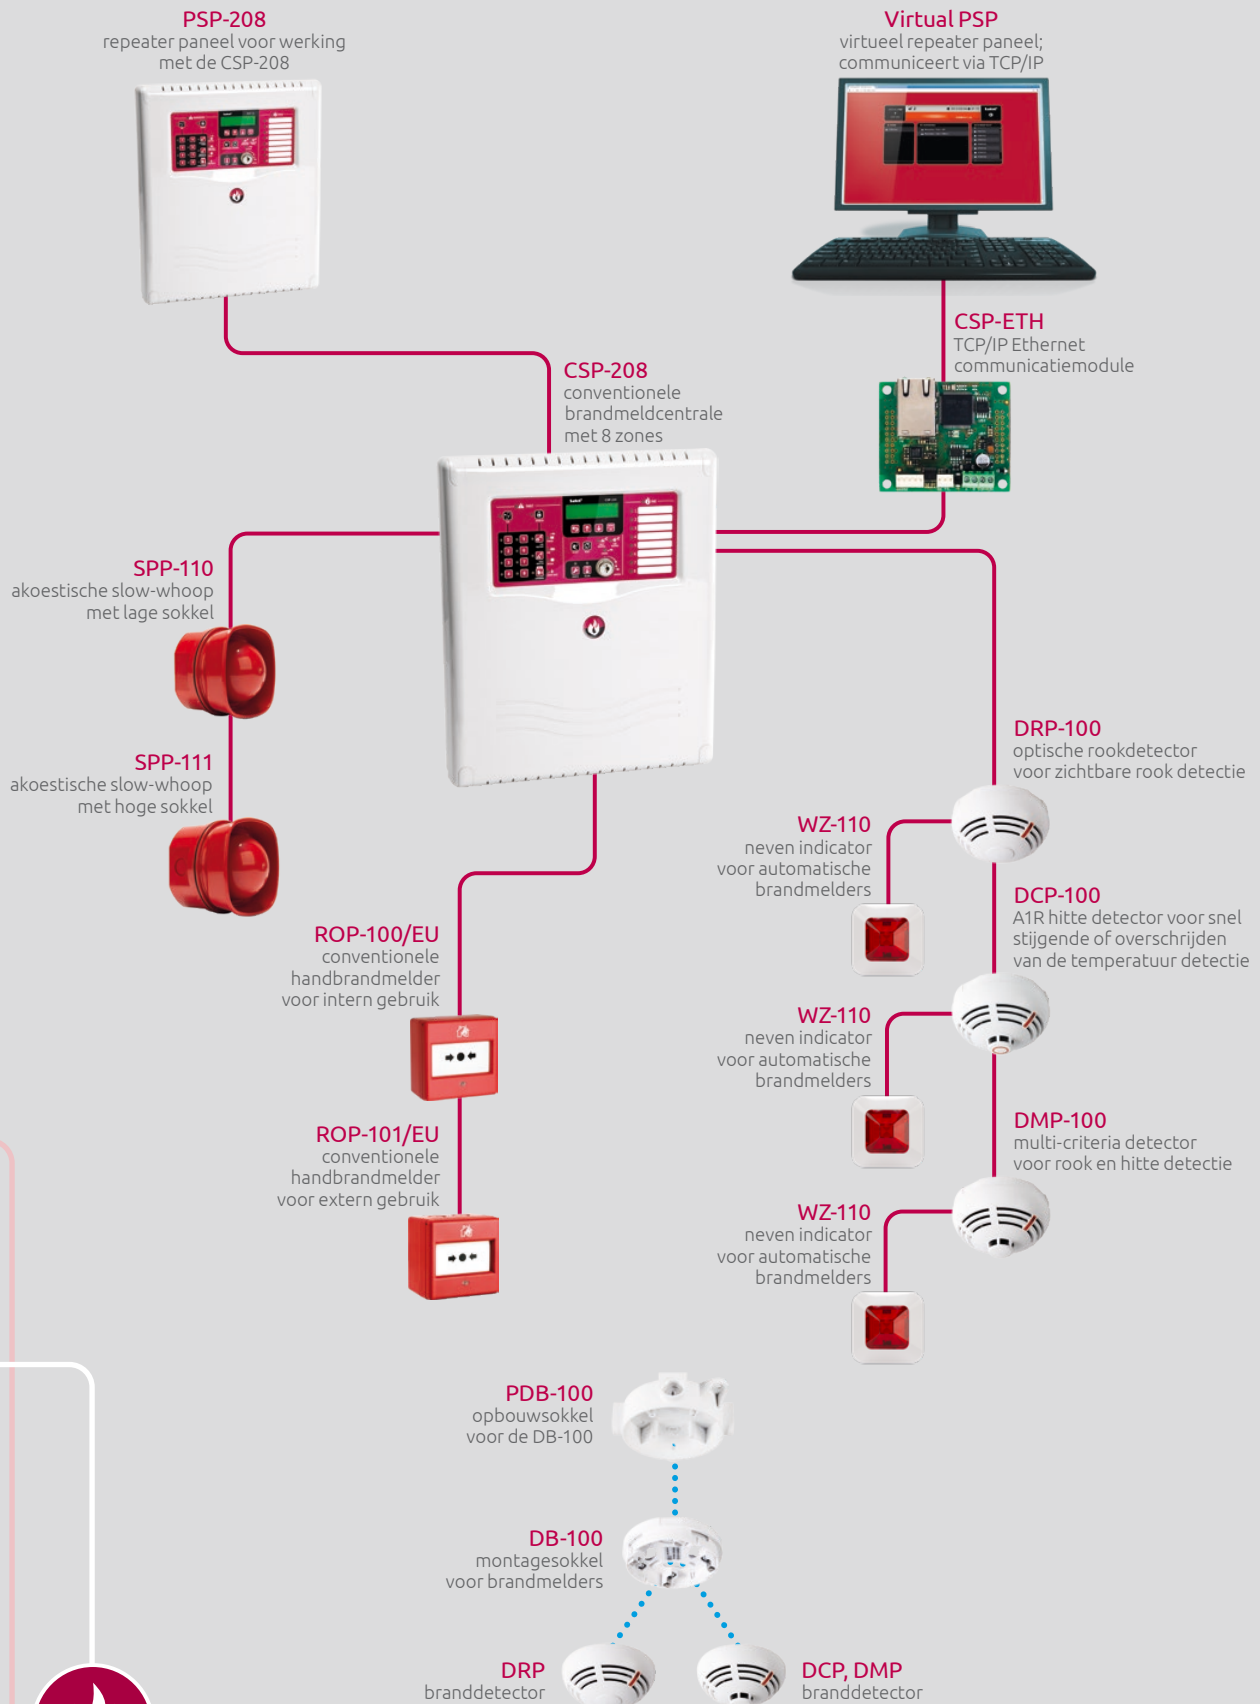 PSP-208
repeater paneel voor werking
met de CSP-208
Virtual PSP
virtueel repeater paneel;
communiceert via TCP/IP
CSP-ETH
TCP/IP Ethernet
communicatiemodule
CSP-208
conventionele
brandmeldcentrale
met 8 zones
SPP-110
akoestische slow-whoop
met lage sokkel
SPP-111
akoestische slow-whoop
met hoge sokkel
DRP-100
optische rookdetector
voor zichtbare rook detectie
WZ-110
neven indicator
voor automatische
brandmelders
DCP-100
A1R hitte detector voor snel
stijgende of overschrijden
van de temperatuur detectie
ROP-100/EU
conventionele
handbrandmelder
voor intern gebruik
WZ-110
neven indicator
voor automatische
brandmelders
ROP-101/EU
conventionele
handbrandmelder
voor extern gebruik
DMP-100
multi-criteria detector
voor rook en hitte detectie
WZ-110
neven indicator
voor automatische
brandmelders
PDB-100
opbouwsokkel
voor de DB-100
DB-100
montagesokkel
voor brandmelders
DRP
branddetector
DCP, DMP
branddetector